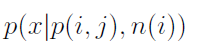 p(x|p(i, j), n(i))